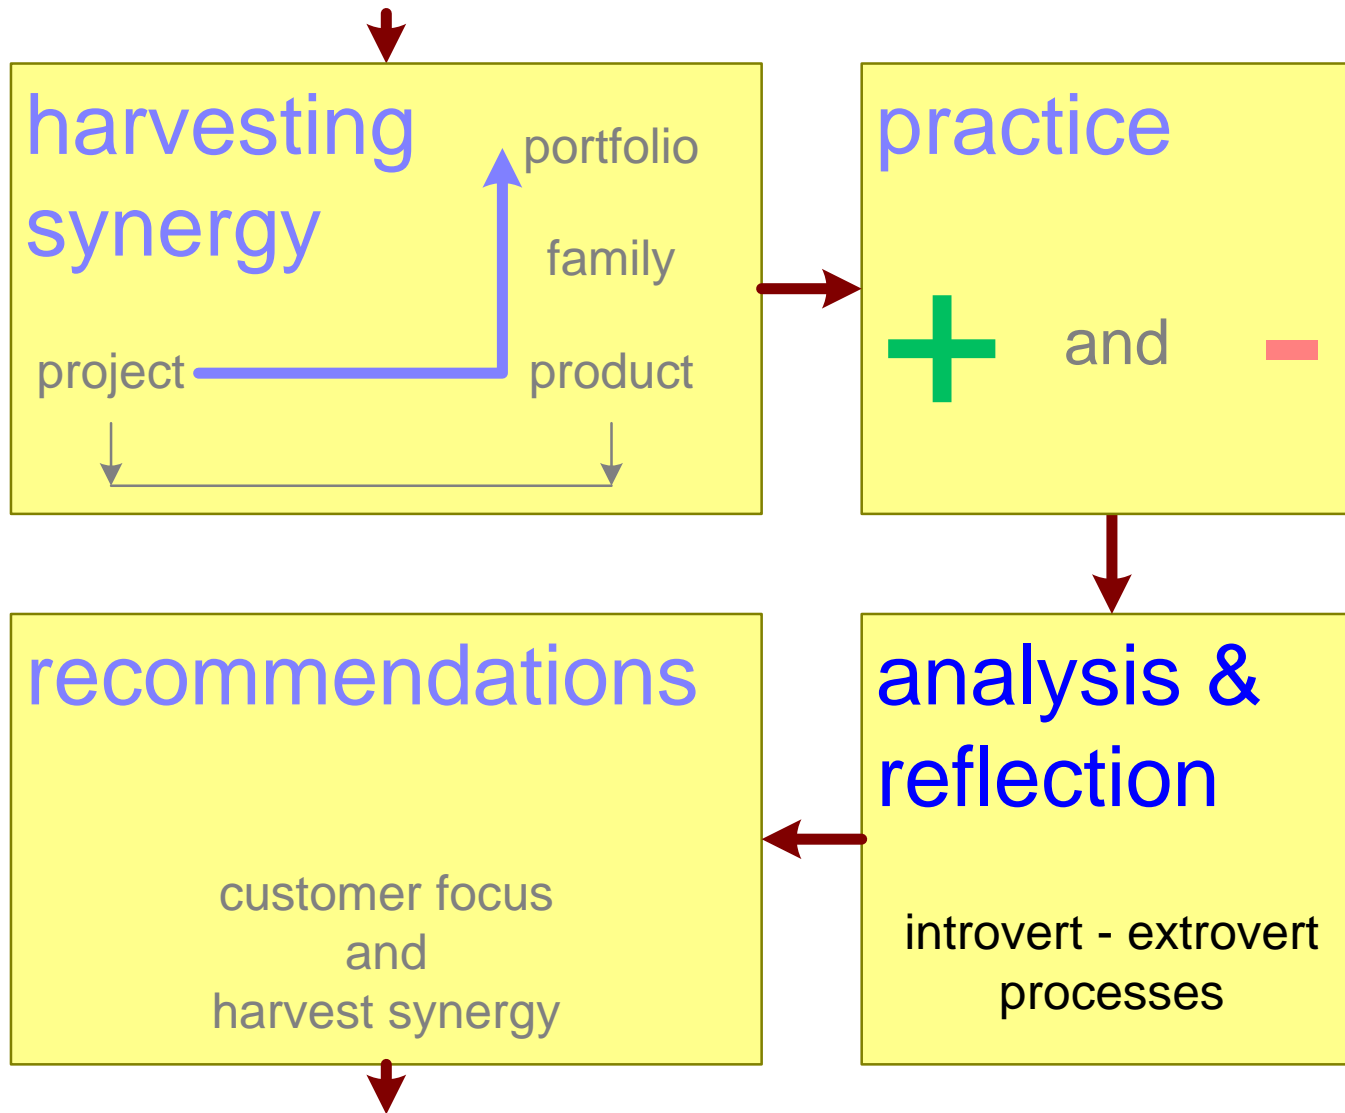 harvesting
synergy
portfolio
family
project
product
practice
+ and -
analysis &
reflection
introvert - extrovert
processes
recommendations
customer focus
and
harvest synergy